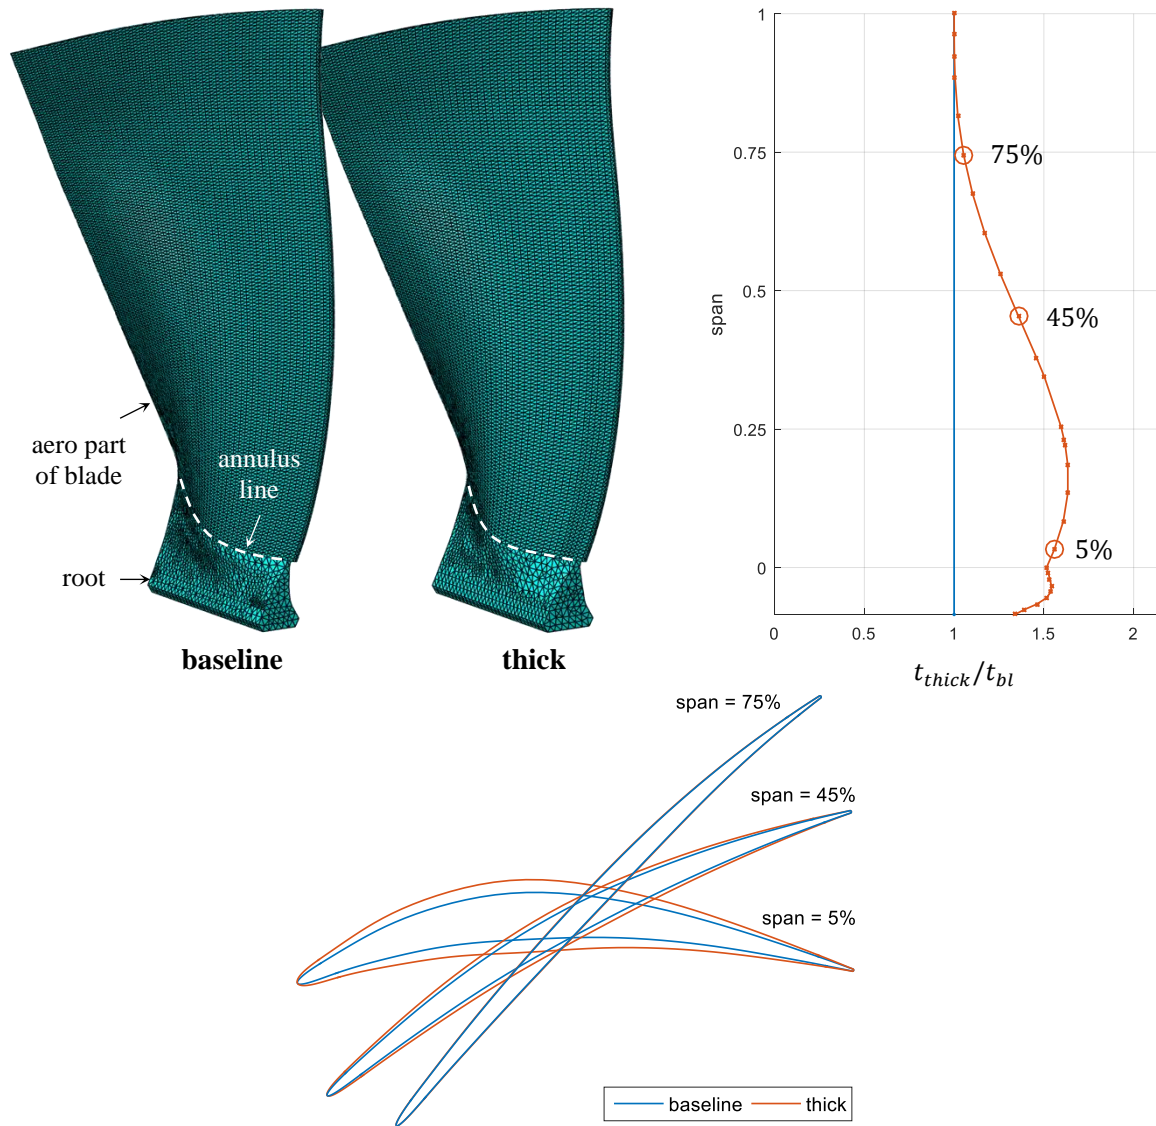 aero part
of blade
annulus
line
root
baseline
thick
1
0.75
0.5
0.25
0
span
75%
45%
5%
0
0.5
1
1.5
2
t_thick/t_bl
span = 75%
span = 45%
span = 5%
baseline
thick